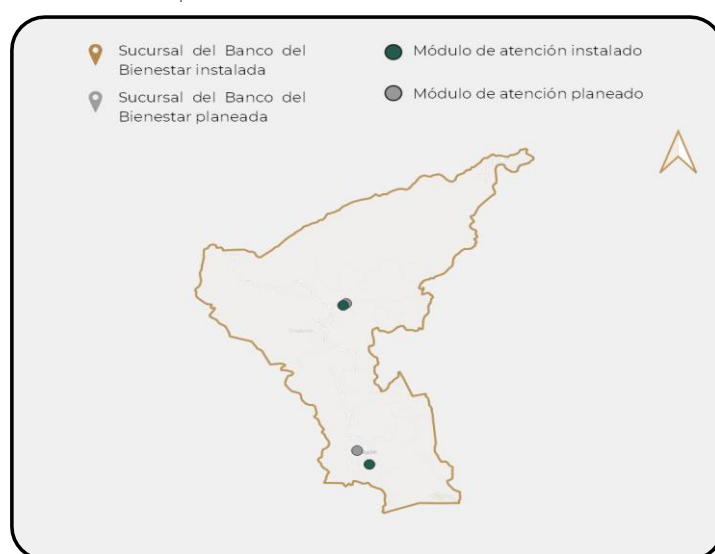 Sucursal del Banco del
Bienestar instalada
Sucursal del Banco del
Bienestar planeada
Módulo de atención instalado
Módulo de atención planeado